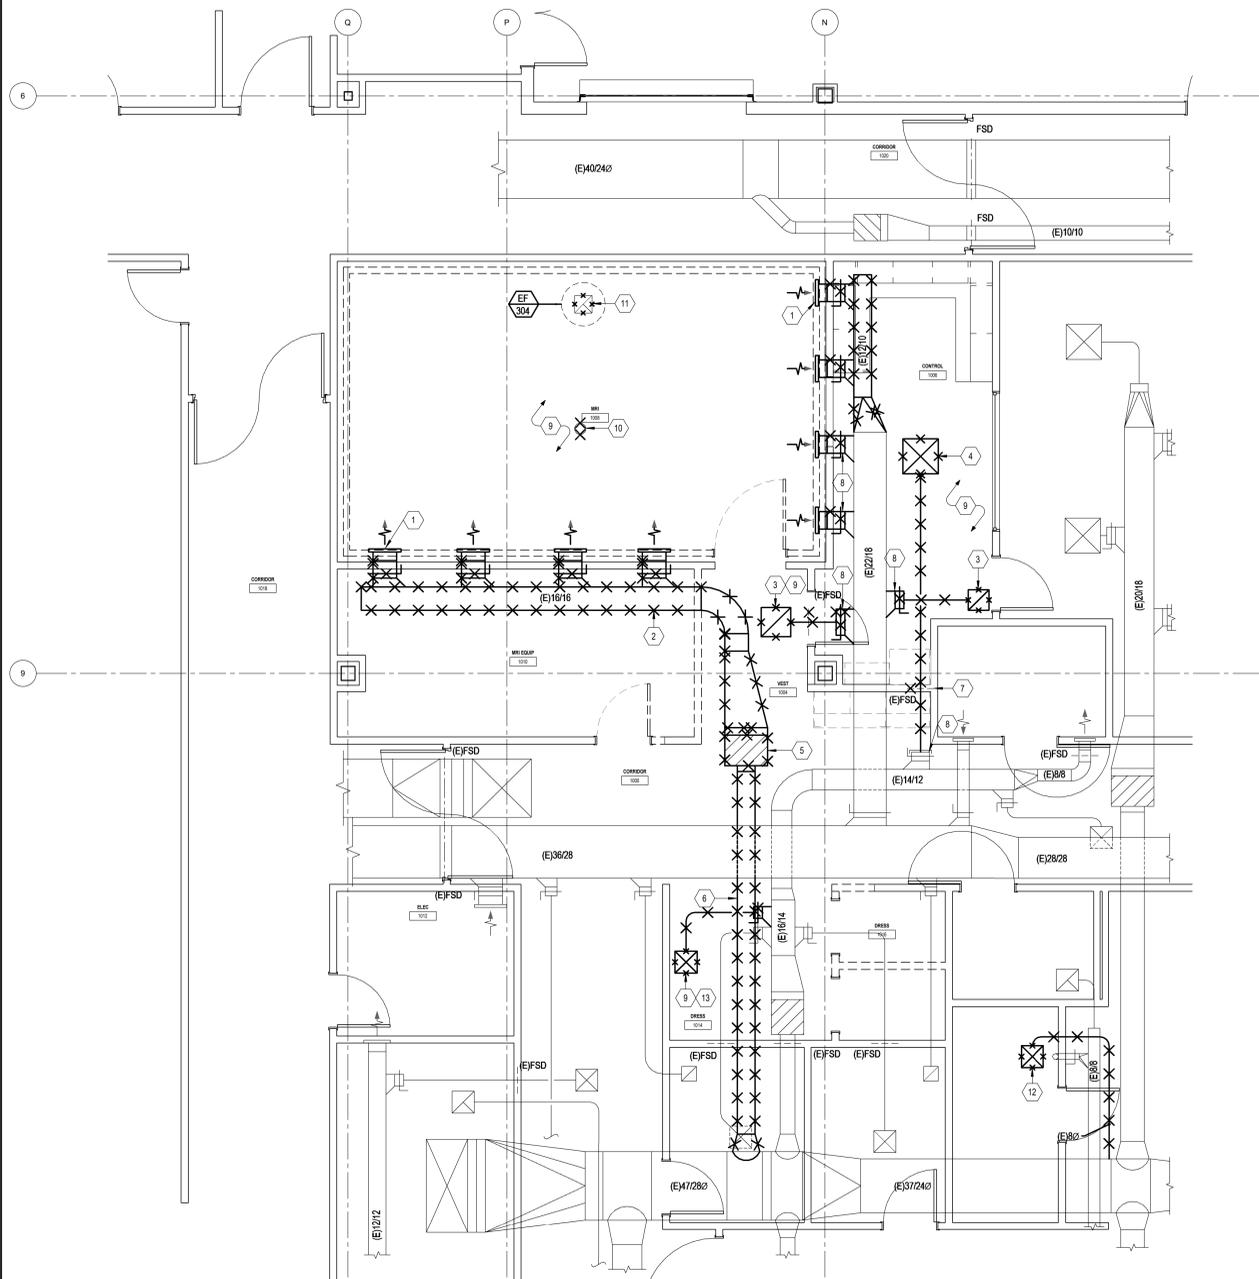 Q
P
N
6
FSD
CORRIDOR
1020
(E)40/24Ø
FSD
(E)10/10
EF
304
11
1
(E)12/10
CONTROL
1006
MRI
1008
9
10
4
8
9
1
(E)22/18
CORRIDOR
1018
8
3
3
9
8
(E)FSD
(E)16/16
(E)20/18
2
MRI EQUIP
1010
9
VEST
1004
7
(E)FSD
8
5
(E)FSD
(E)FSD
CORRIDOR
1000
(E)14/12
(E)8/8
(E)36/28
(E)28/28
(E)FSD
6
ELEC
1012
(E)16/14
DRESS
9
13
DRESS
1014
(E)FSD
(E)FSD
(E)FSD
(E)FSD
12
(E)8/8
(E)8Ø
(E)47/28Ø
(E)37/24Ø
(E)12/12